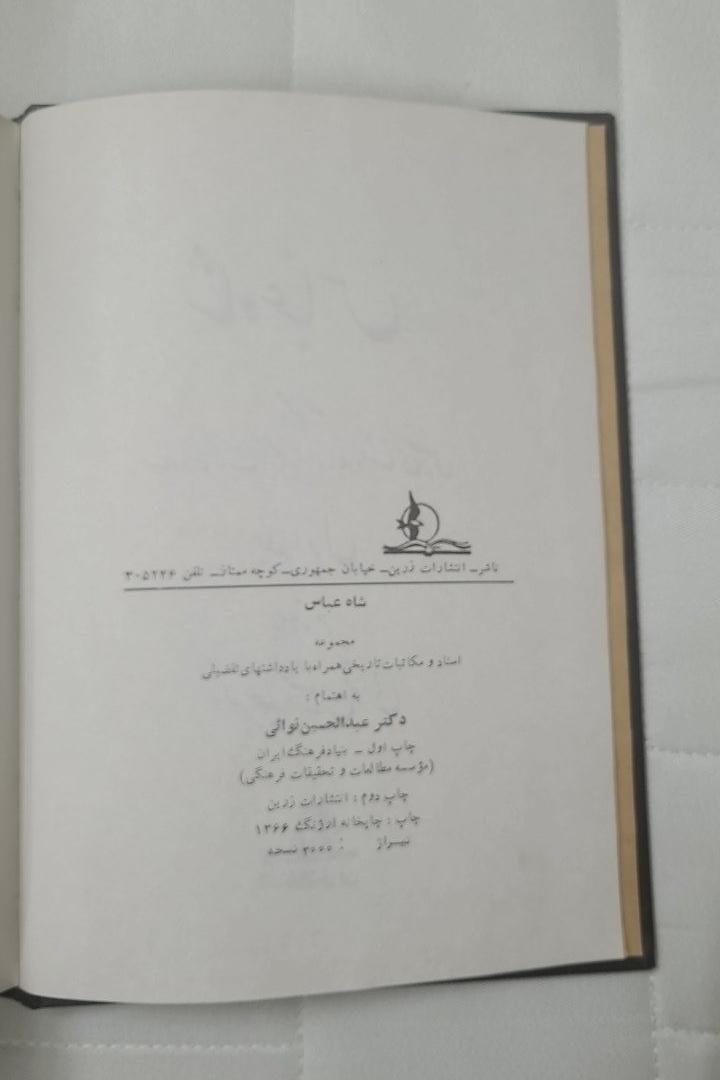 ناشر ـ انتشارات زرین ـ خیابان جمهوری ـ کوچه ممتاز ـ تلفن ۳۰۵۲۲۶
شاه عباس
مجموعه
اسناد و مکاتبات تاریخی همراه با یادداشتهای تفصیلی
به اهتمام :
دکتر عبدالحسین نوائی
چاپ اول ـ بنیاد فرهنگ ایران
(مؤسسه مطالعات و تحقیقات فرهنگی)
چاپ دوم : انتشارات زرین
چاپ : چاپخانه ارژنگ ۱۳۶۶
تیراژ : ۳۰۰۰ نسخه